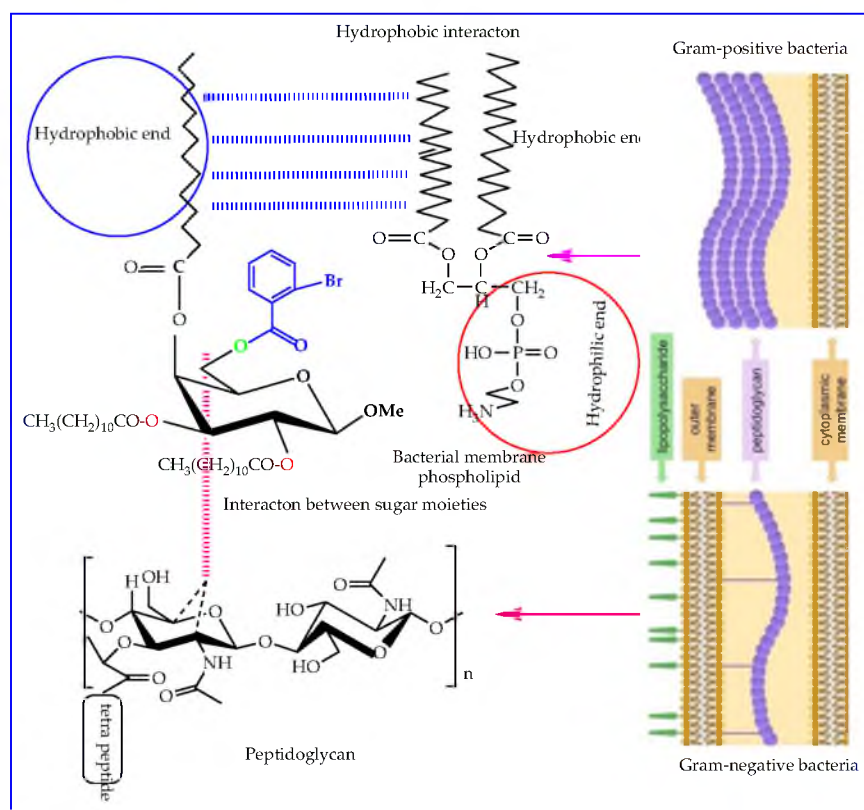 Hydrophobic interacton
Gram-positive bacteria
Hydrophobic end
Hydrophobic end
O
C
O
Br
O
O
O
C
O
O
C
O
H₂C
H
CH₂
O
HO
P
O
O
H₃N
Hydrophilic end
Bacterial membrane
phospholipid
O
OMe
CH₃(CH₂)₁₀CO-O
CH₃(CH₂)₁₀CO-O
Interacton between sugar moieties
lipopolysaccharide
outer
membrane
peptidoglycan
cytoplasmic
membrane
HO
H
O
O
O
NH
O
O
O
O
HO
HO
O
NH
O
O
n
tetra peptide
Peptidoglycan
Gram-negative bacteria